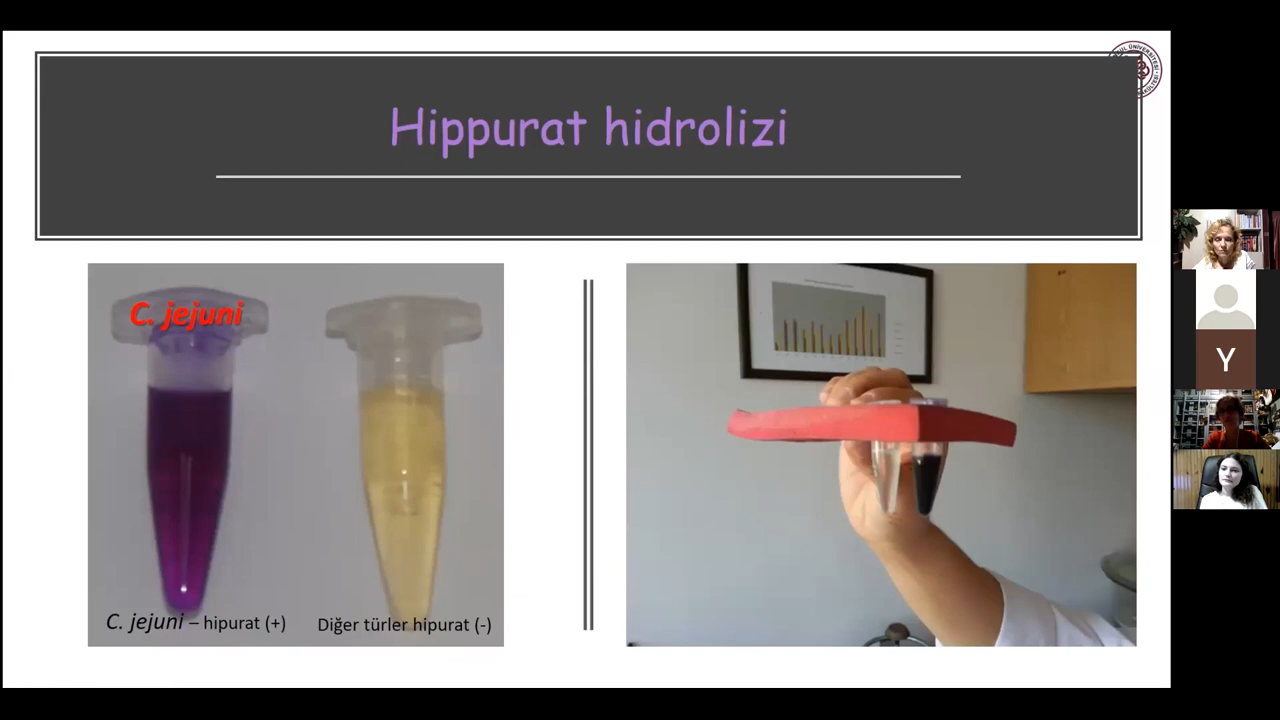 Hippurat hidrolizi
C. jejuni
C. jejuni – hipurat (+)
Diğer türler hipurat (-)
Y